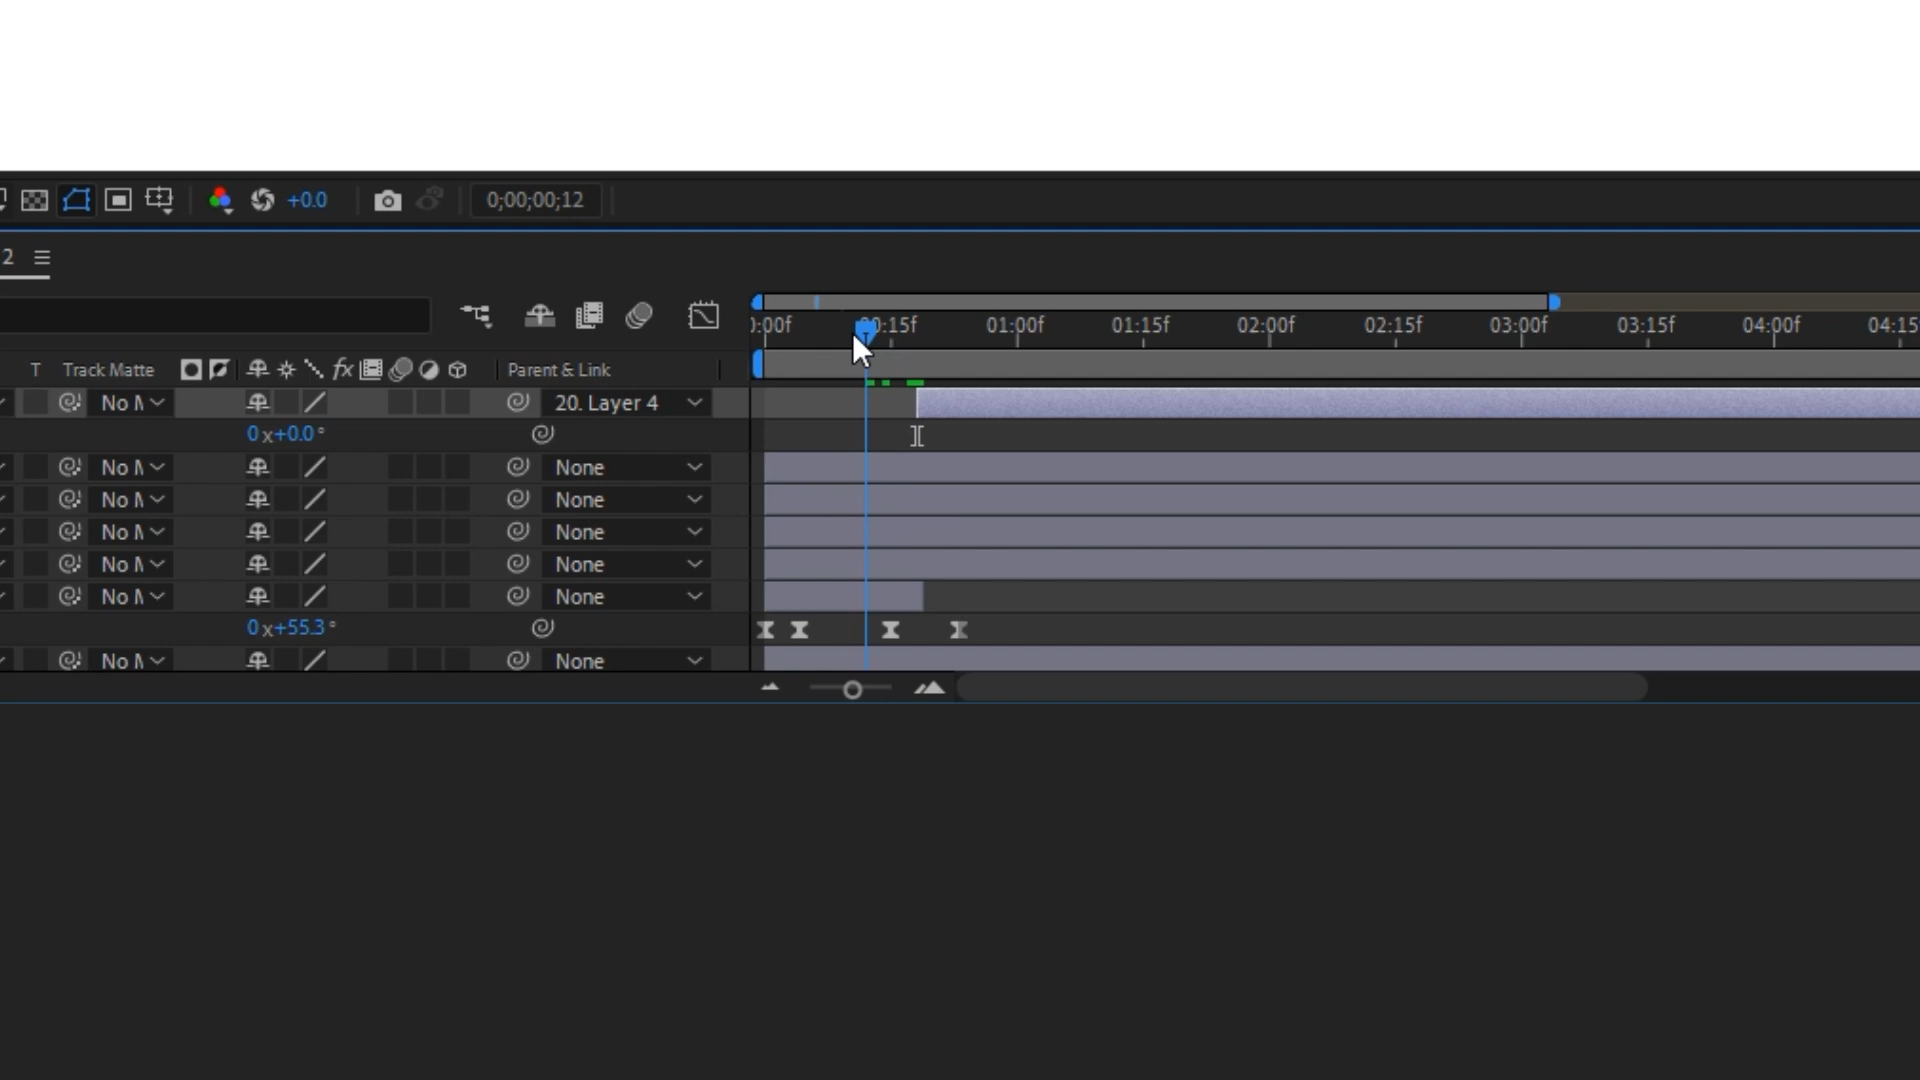 +0.0 0;00;00;12
2
0:00f 00:15f 01:00f 01:15f 02:00f 02:15f 03:00f 03:15f 04:00f 04:15
T Track Matte fx Parent & Link
No M 20. Layer 4
0x+0.0°
No M None
No M None
No M None
No M None
No M None
0x+55.3°
No M None